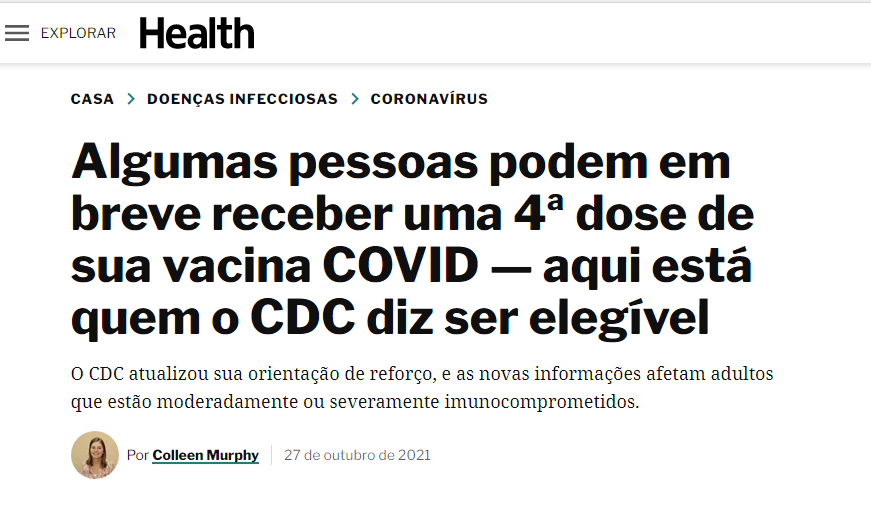 EXPLORAR Health
CASA > DOENÇAS INFECCIOSAS > CORONAVÍRUS
Algumas pessoas podem em
breve receber uma 4ª dose de
sua vacina COVID — aqui está
quem o CDC diz ser elegível
O CDC atualizou sua orientação de reforço, e as novas informações afetam adultos
que estão moderadamente ou severamente imunocomprometidos.
Por Colleen Murphy | 27 de outubro de 2021